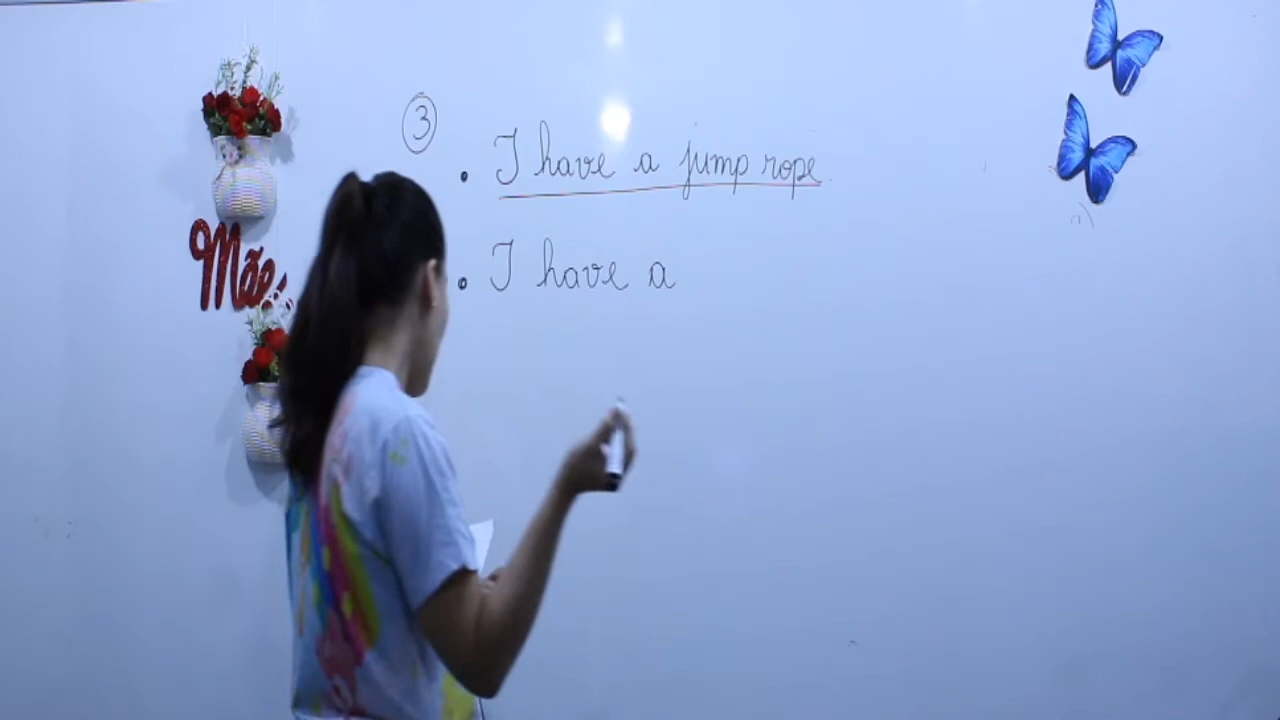 ③
. I have a jump rope.
Mãe
. I have a